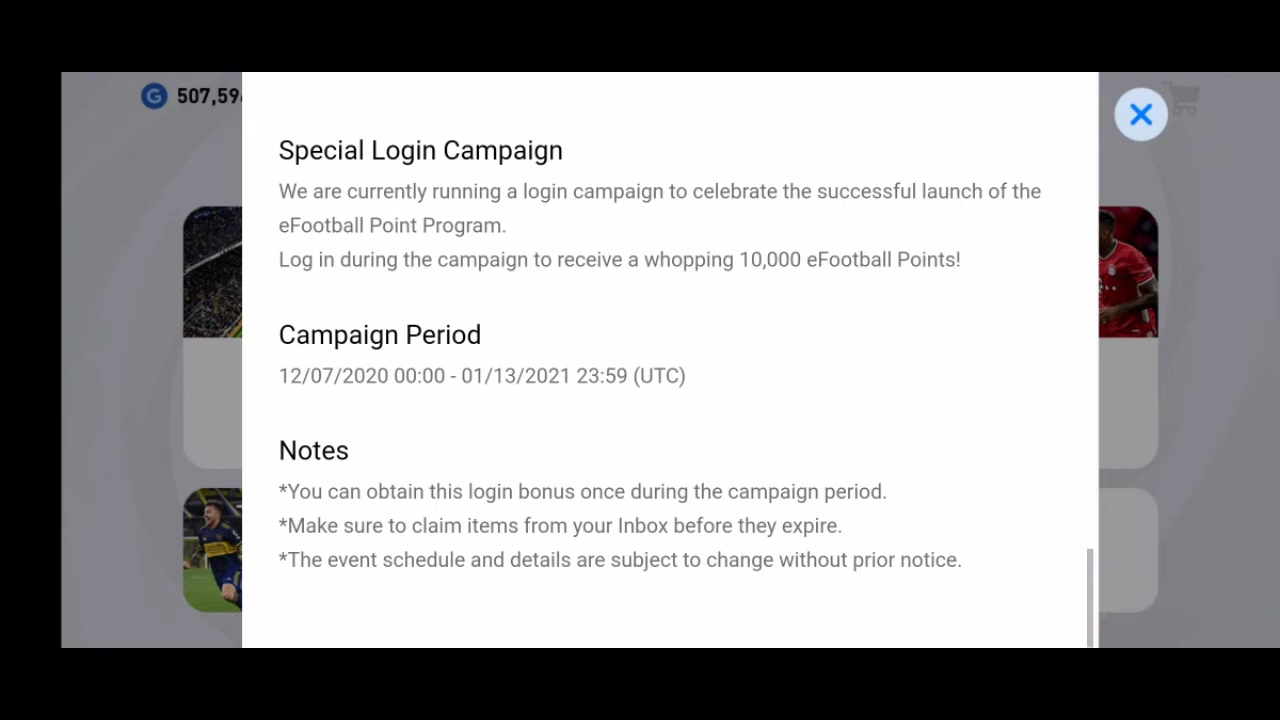 G 507,59
Special Login Campaign
We are currently running a login campaign to celebrate the successful launch of the
eFootball Point Program.
Log in during the campaign to receive a whopping 10,000 eFootball Points!
Campaign Period
12/07/2020 00:00 - 01/13/2021 23:59 (UTC)
Notes
*You can obtain this login bonus once during the campaign period.
*Make sure to claim items from your Inbox before they expire.
*The event schedule and details are subject to change without prior notice.